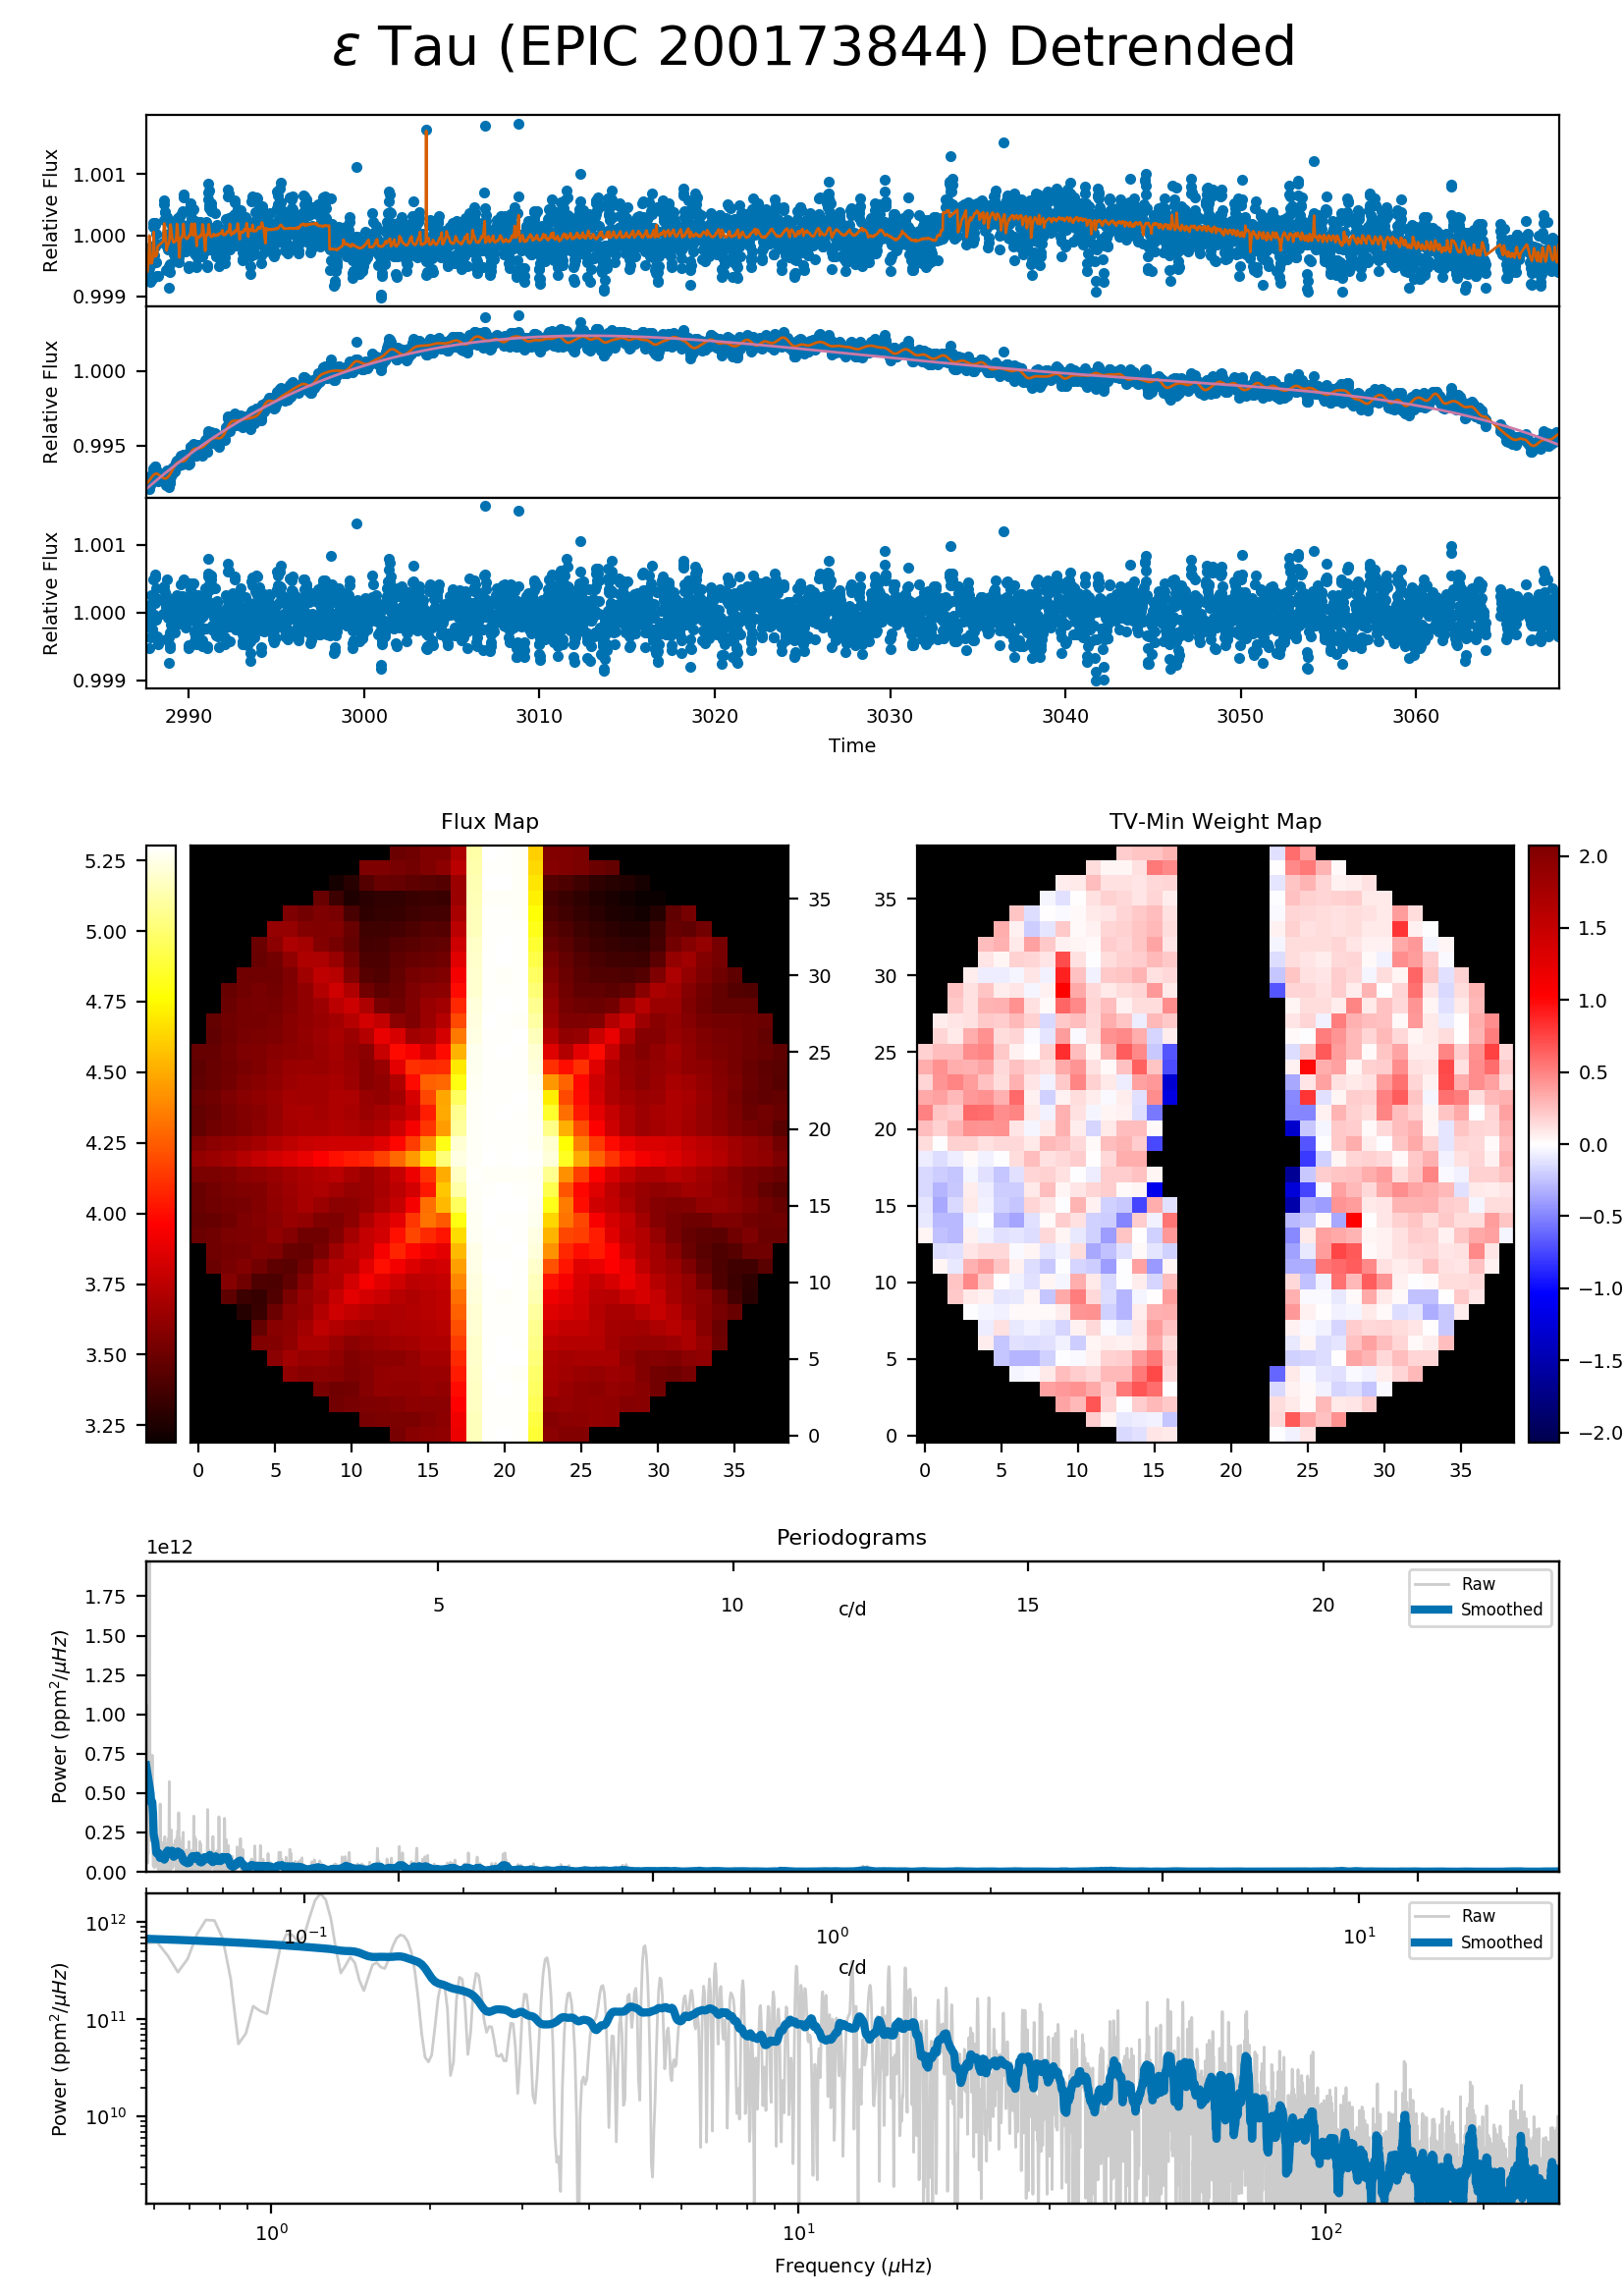 ε Tau (EPIC 200173844) Detrended
Relative Flux
1.001
1.000
0.999
Relative Flux
1.000
0.995
Relative Flux
1.001
1.000
0.999
2990 3000 3010 3020 3030 3040 3050 3060
Time
Flux Map
5.25
5.00
4.75
4.50
4.25
4.00
3.75
3.50
3.25
35
30
25
20
15
10
5
0
0 5 10 15 20 25 30 35
TV-Min Weight Map
35
30
25
20
15
10
5
0
0 5 10 15 20 25 30 35
2.0
1.5
1.0
0.5
0.0
−0.5
−1.0
−1.5
−2.0
Periodograms
1e12
Power (ppm²/μHz)
1.75
1.50
1.25
1.00
0.75
0.50
0.25
0.00
5 10 15 20
c/d
Raw
Smoothed
Power (ppm²/μHz)
10¹²
10¹¹
10¹⁰
10⁻¹ 10⁰ 10¹
c/d
Raw
Smoothed
10⁰ 10¹ 10²
Frequency (μHz)